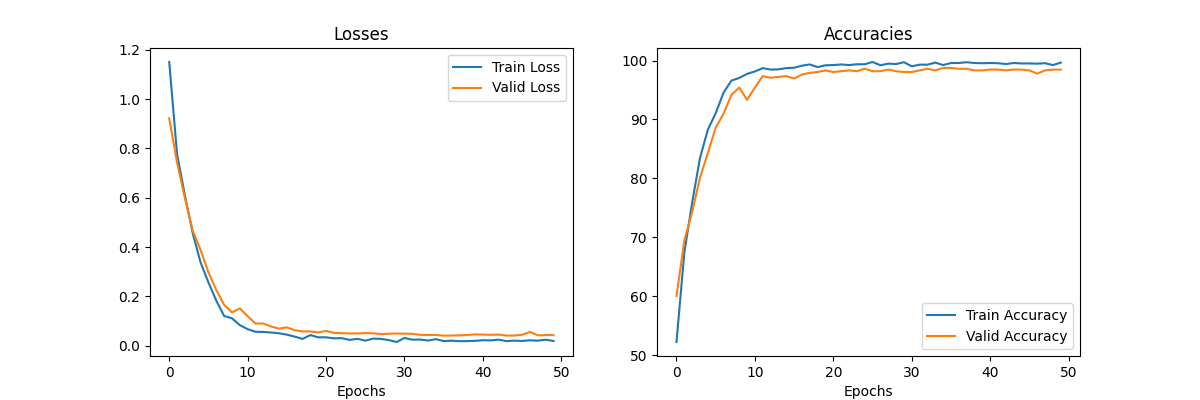 Losses
1.2
1.0
0.8
0.6
0.4
0.2
0.0
0 10 20 30 40 50
Epochs
Train Loss
Valid Loss
Accuracies
100
90
80
70
60
50
0 10 20 30 40 50
Epochs
Train Accuracy
Valid Accuracy